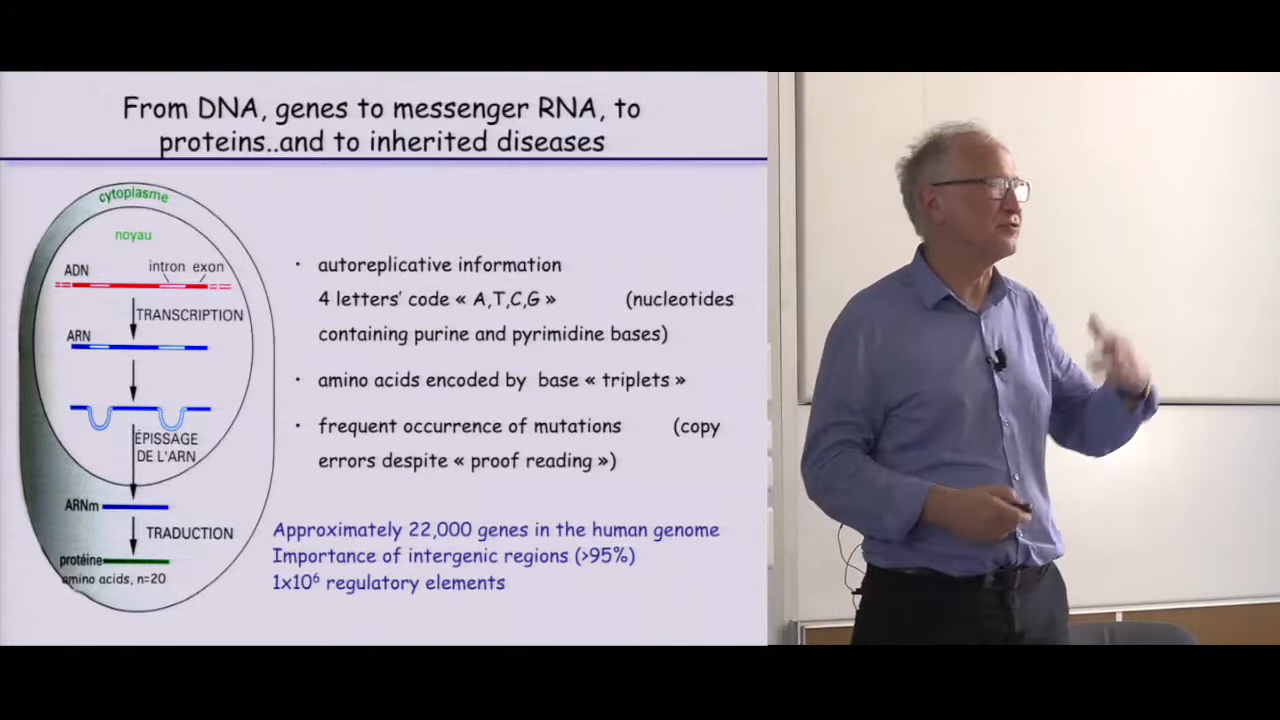 From DNA, genes to messenger RNA, to
proteins..and to inherited diseases
cytoplasme
noyau
ADN
intron exon
TRANSCRIPTION
ARN
ÉPISSAGE
DE L'ARN
ARNm
TRADUCTION
protéine
amino acids, n=20
• autoreplicative information
4 letters' code « A,T,C,G » (nucleotides
containing purine and pyrimidine bases)
• amino acids encoded by base « triplets »
• frequent occurrence of mutations (copy
errors despite « proof reading »)
Approximately 22,000 genes in the human genome
Importance of intergenic regions (>95%)
1x10⁶ regulatory elements